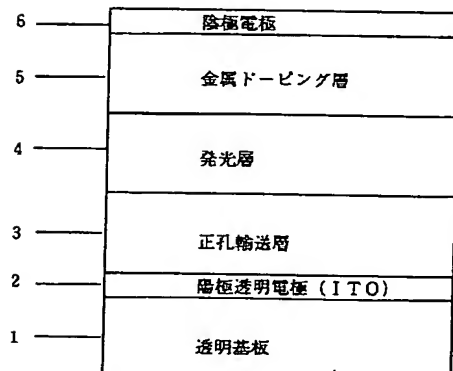 6 陰極電極
5 金属ドーピング層
4 発光層
3 正孔輸送層
2 陽極透明電極(ITO)
1 透明基板